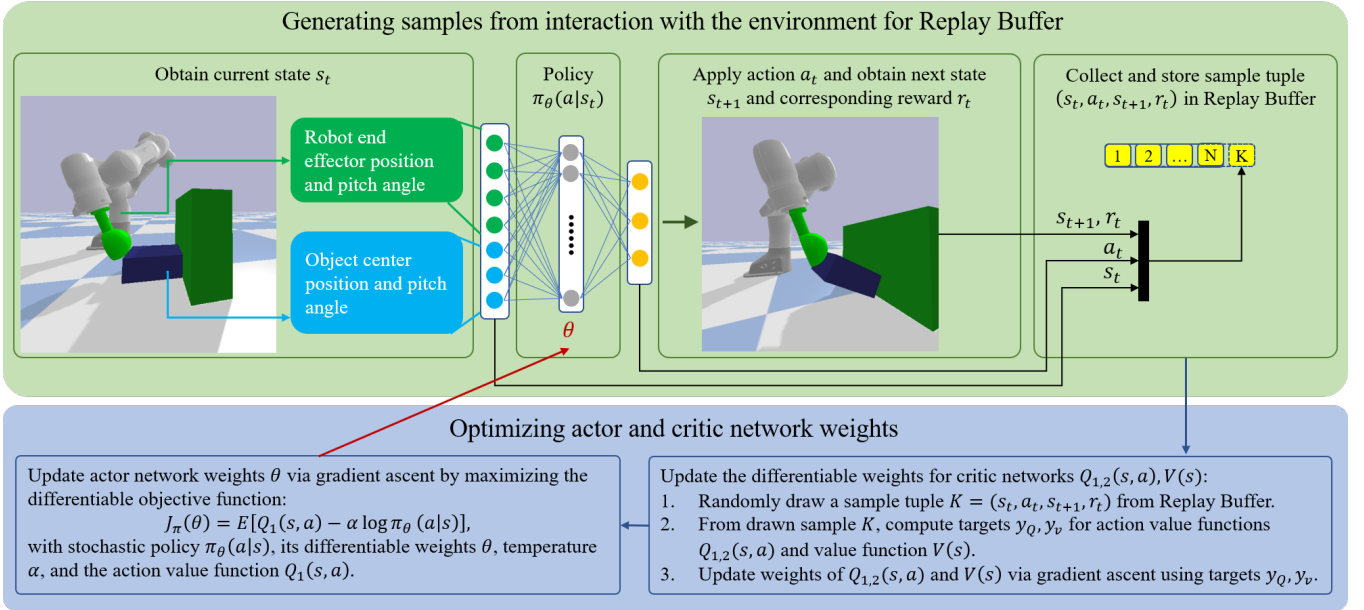 Generating samples from interaction with the environment for Replay Buffer
Obtain current state s_t
Robot end
effector position
and pitch angle
Object center
position and pitch
angle
Policy
π_θ(a|s_t)
θ
Apply action a_t and obtain next state
s_{t+1} and corresponding reward r_t
Collect and store sample tuple
(s_t, a_t, s_{t+1}, r_t) in Replay Buffer
1 2 ... N K
s_{t+1}, r_t
a_t
s_t
Optimizing actor and critic network weights
Update actor network weights θ via gradient ascent by maximizing the
differentiable objective function:
J_π(θ) = E[Q_1(s, a) − α log π_θ (a|s)],
with stochastic policy π_θ(a|s), its differentiable weights θ, temperature
α, and the action value function Q_1(s, a).
Update the differentiable weights for critic networks Q_{1,2}(s, a), V(s):
1. Randomly draw a sample tuple K = (s_t, a_t, s_{t+1}, r_t) from Replay Buffer.
2. From drawn sample K, compute targets y_Q, y_v for action value functions
Q_{1,2}(s, a) and value function V(s).
3. Update weights of Q_{1,2}(s, a) and V(s) via gradient ascent using targets y_Q, y_v.